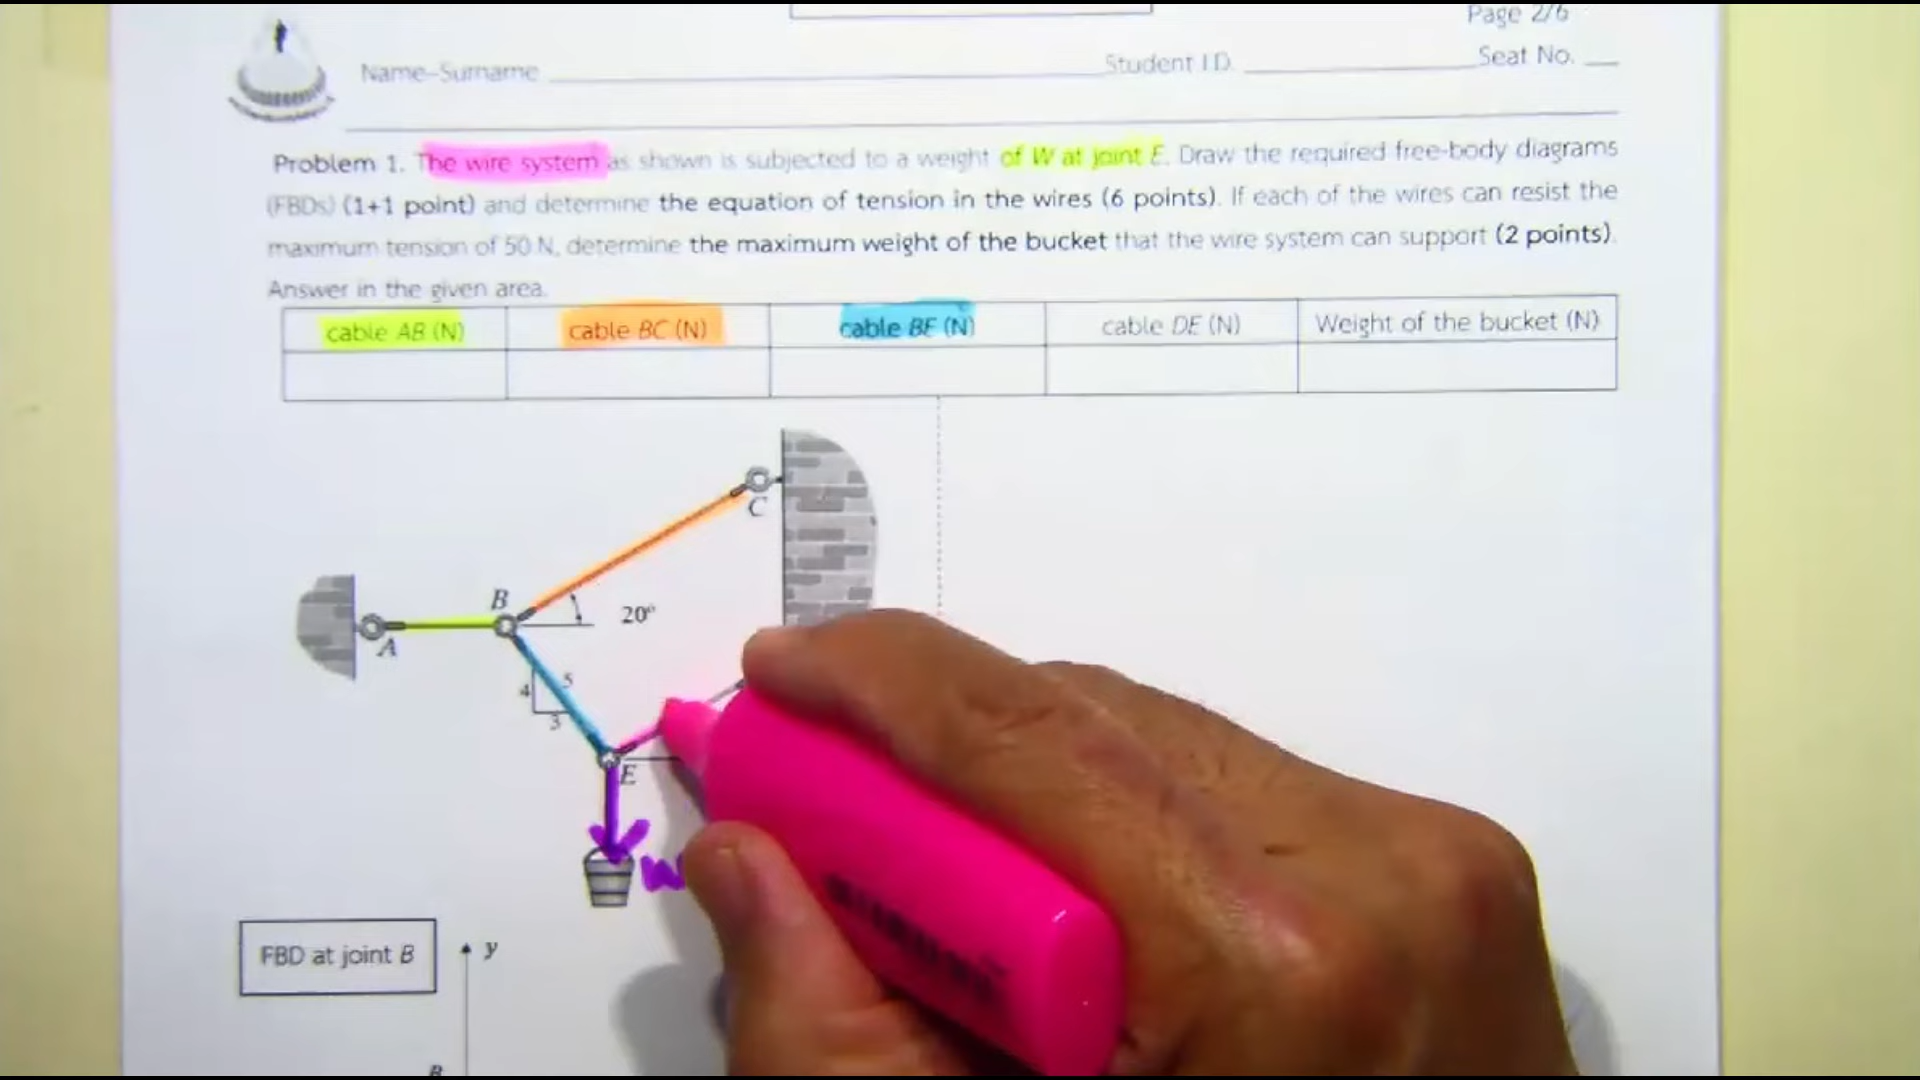 Page 2/6
Name-Surname Student I.D. Seat No.
Problem 1. The wire system as shown is subjected to a weight of W at joint E. Draw the required free-body diagrams
(FBDs) (1+1 point) and determine the equation of tension in the wires (6 points). If each of the wires can resist the
maximum tension of 50 N, determine the maximum weight of the bucket that the wire system can support (2 points).
Answer in the given area.
cable AB (N) cable BC (N) cable BE (N) cable DE (N) Weight of the bucket (N)
C
B
20°
A
4 5
3
E
W
FBD at joint B y
B